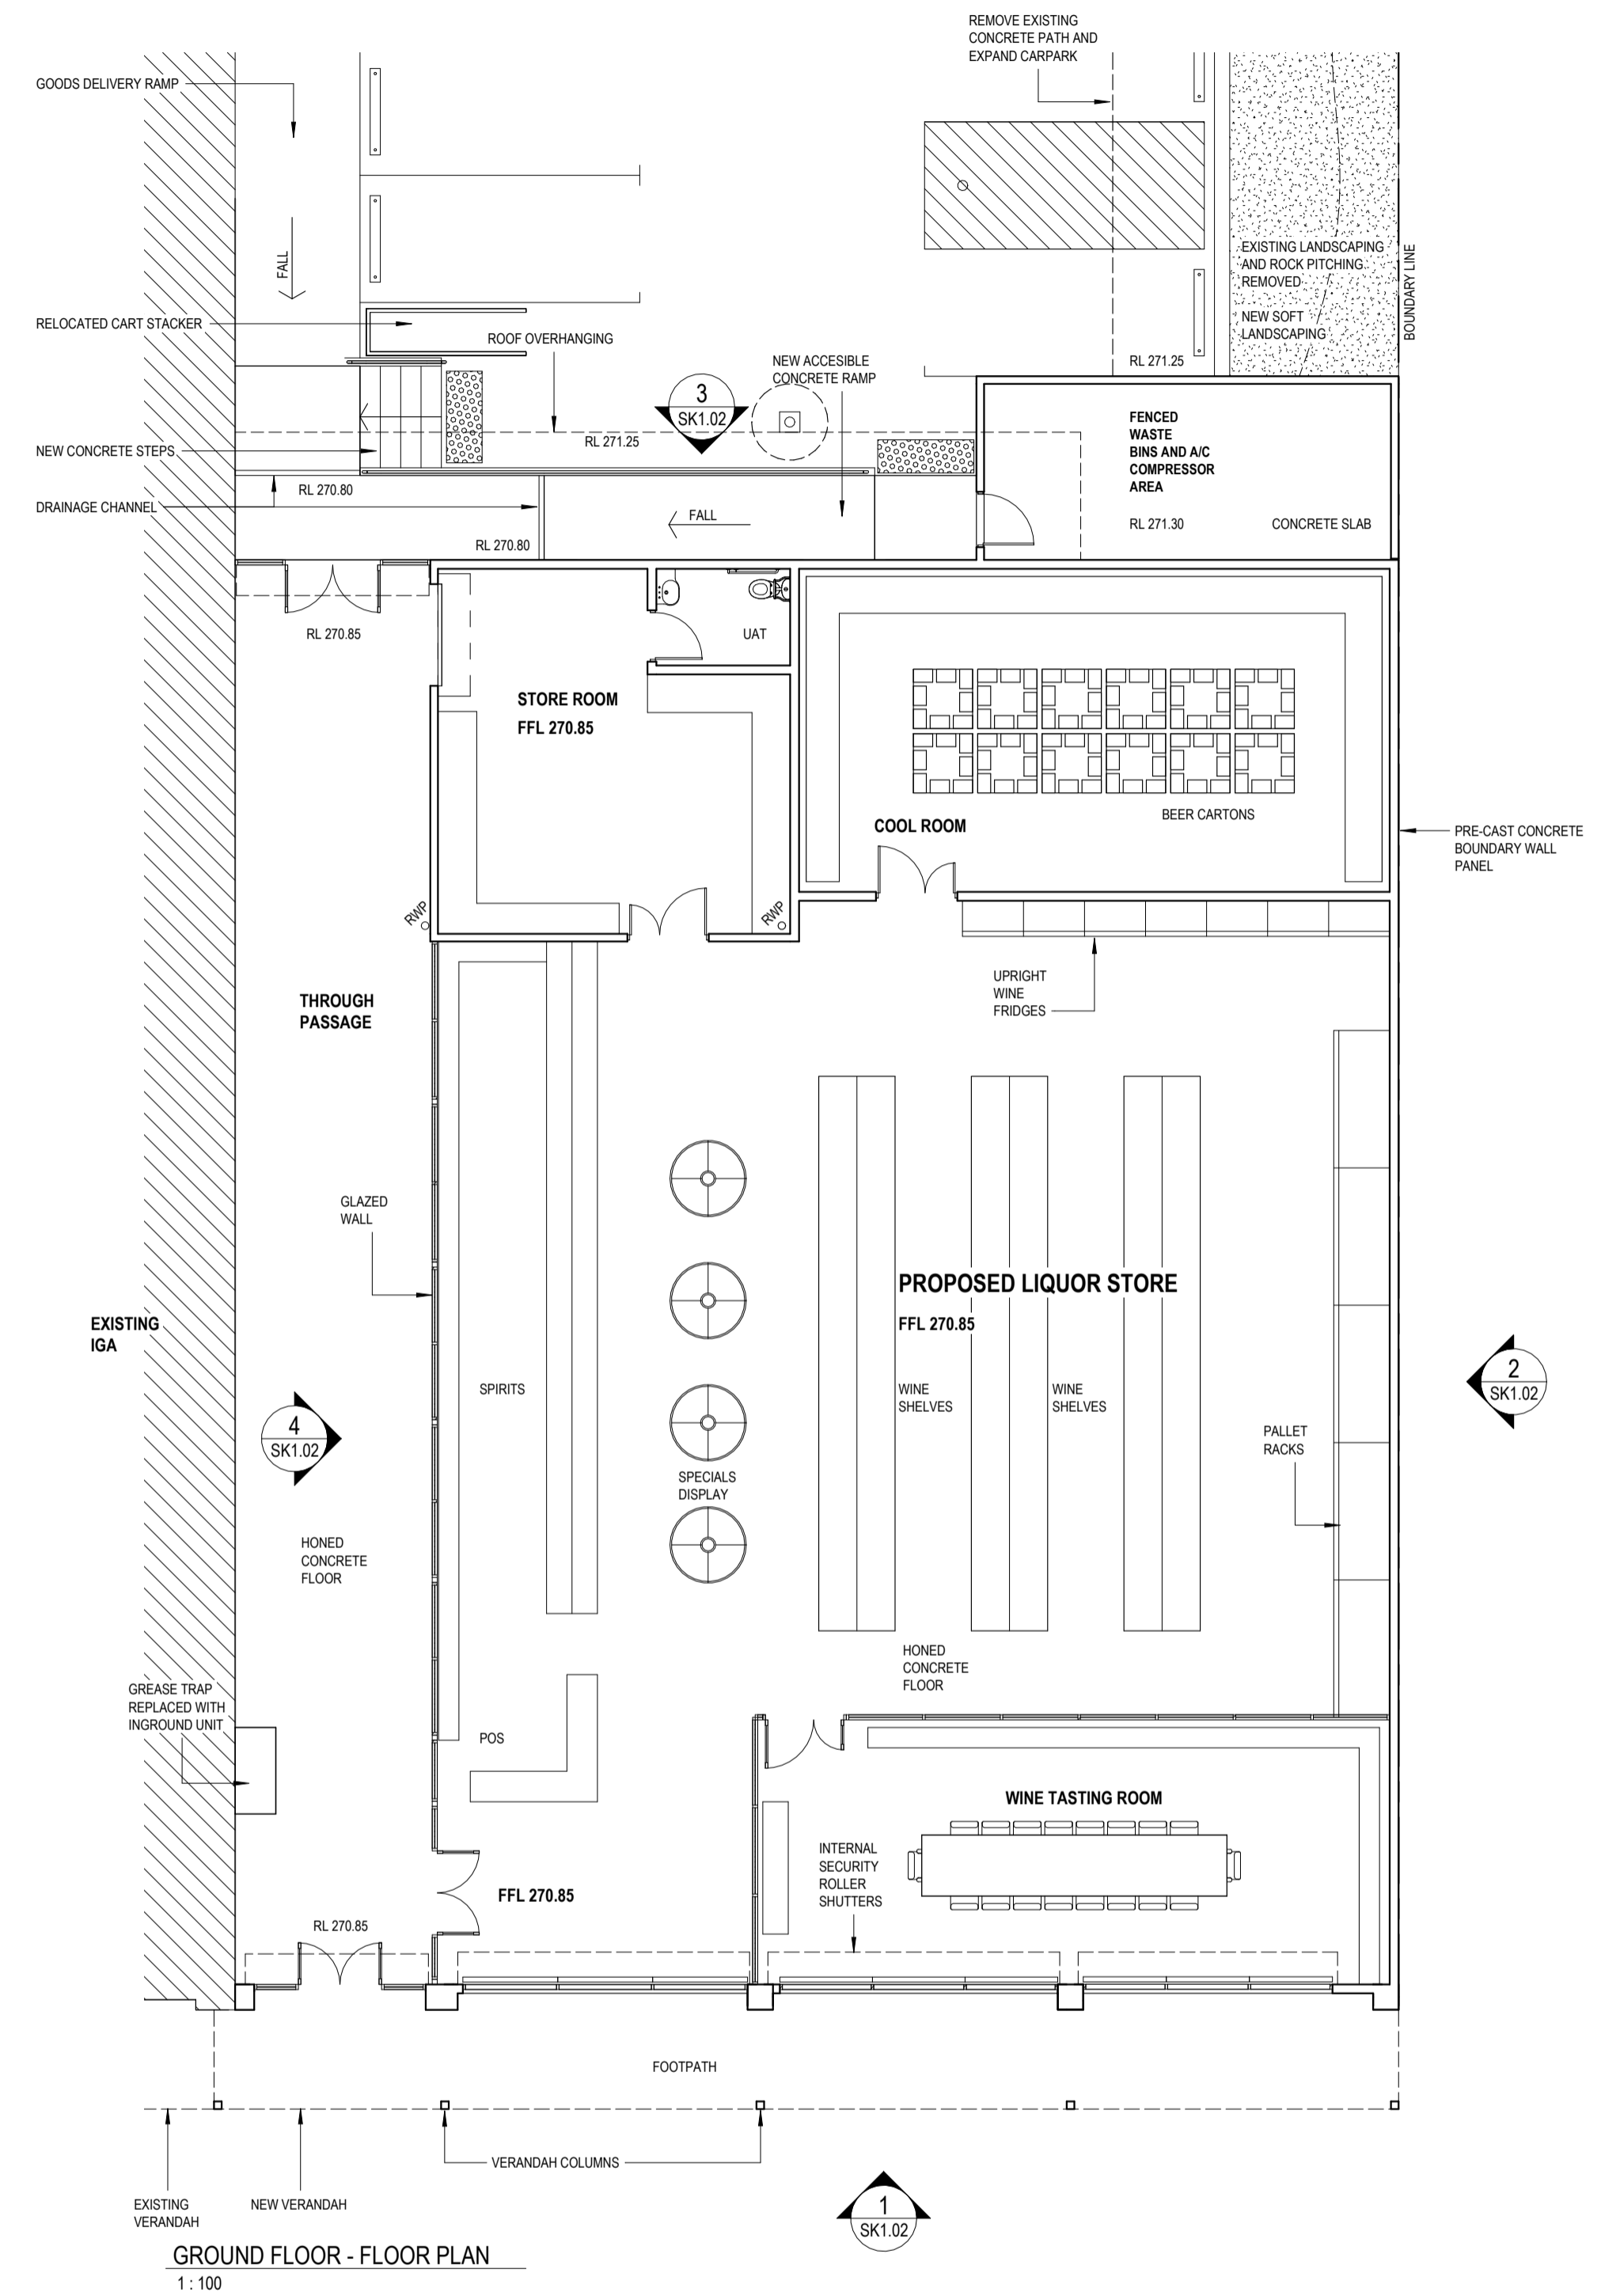 REMOVE EXISTING
CONCRETE PATH AND
EXPAND CARPARK
GOODS DELIVERY RAMP
FALL
EXISTING LANDSCAPING
AND ROCK PITCHING
REMOVED
NEW SOFT
LANDSCAPING
BOUNDARY LINE
RELOCATED CART STACKER
ROOF OVERHANGING
NEW ACCESIBLE
CONCRETE RAMP
RL 271.25
3
SK1.02
RL 271.25
FENCED
WASTE
BINS AND A/C
COMPRESSOR
AREA
NEW CONCRETE STEPS
RL 270.80
DRAINAGE CHANNEL
FALL
RL 271.30
CONCRETE SLAB
RL 270.80
RL 270.85
UAT
STORE ROOM
FFL 270.85
BEER CARTONS
COOL ROOM
PRE-CAST CONCRETE
BOUNDARY WALL
PANEL
RWP
RWP
THROUGH
PASSAGE
UPRIGHT
WINE
FRIDGES
GLAZED
WALL
PROPOSED LIQUOR STORE
FFL 270.85
EXISTING
IGA
SPIRITS
WINE
SHELVES
WINE
SHELVES
2
SK1.02
4
SK1.02
PALLET
RACKS
SPECIALS
DISPLAY
HONED
CONCRETE
FLOOR
HONED
CONCRETE
FLOOR
GREASE TRAP
REPLACED WITH
INGROUND UNIT
POS
WINE TASTING ROOM
INTERNAL
SECURITY
ROLLER
SHUTTERS
FFL 270.85
RL 270.85
FOOTPATH
VERANDAH COLUMNS
EXISTING
VERANDAH
NEW VERANDAH
1
SK1.02
GROUND FLOOR - FLOOR PLAN
1 : 100